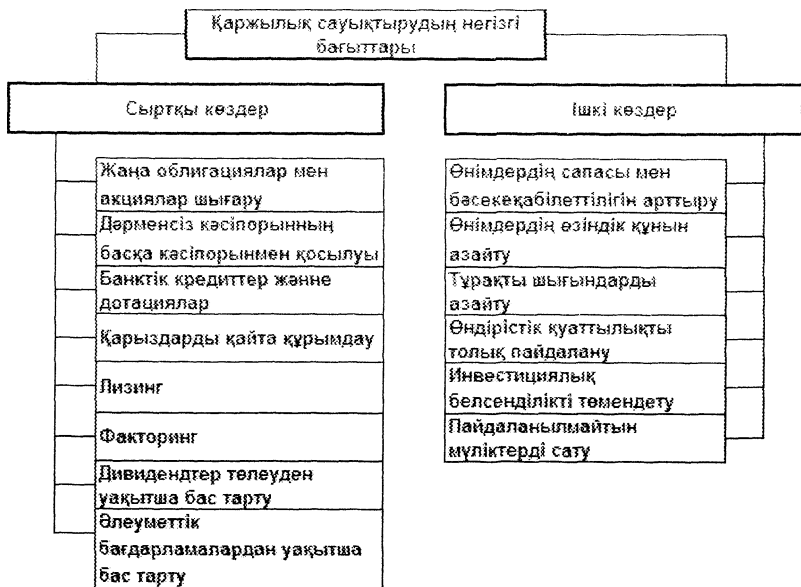 Қаржылық сауықтырудың негізгі
бағыттары
Сыртқы көздер
Жаңа облигациялар мен
акциялар шығару
Дәрменсіз кәсіпорынның
басқа кәсіпорынмен қосылуы
Банктік кредиттер жәнне
дотациялар
Қарыздарды қайта құрымдау
Лизинг
Факторинг
Дивидендтер төлеуден
уақытша бас тарту
Әлеуметтік
бағдарламалардан уақытша
бас тарту
Ішкі көздер
Өнімдердің сапасы мен
бәсекеқабілеттілігін арттыру
Өнімдердің өзіндік құнын
азайту
Тұрақты шығындарды
азайту
Өндірістік қуаттылықты
толық пайдалану
Инвестициялық
белсенділікті төмендету
Пайдаланылмайтын
мүліктерді сату